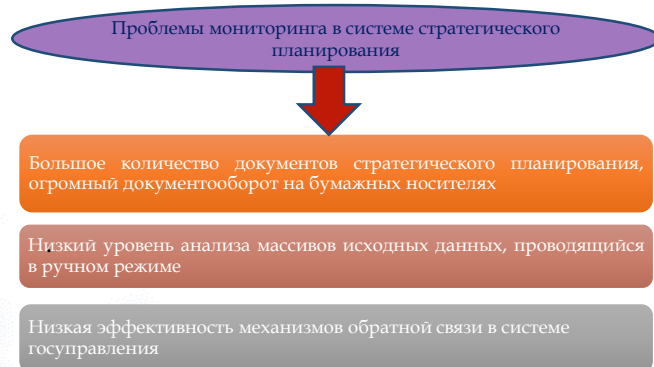 Проблемы мониторинга в системе стратегического
планирования
Большое количество документов стратегического планирования,
огромный документооборот на бумажных носителях
Низкий уровень анализа массивов исходных данных, проводящийся
в ручном режиме
Низкая эффективность механизмов обратной связи в системе
госуправления